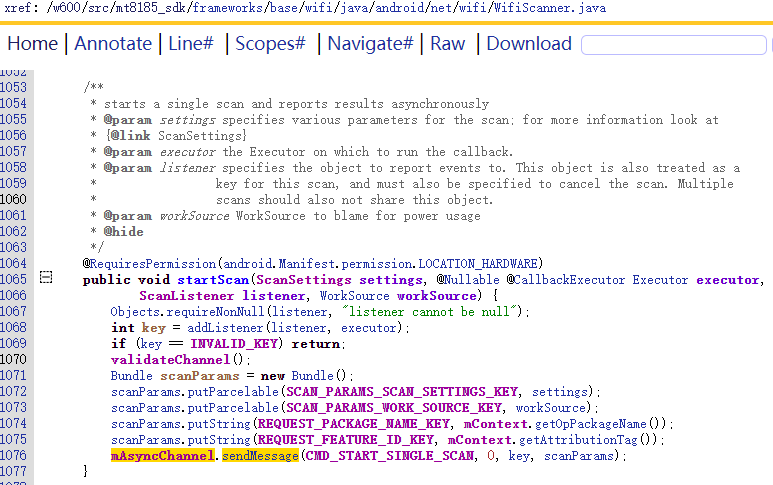 xref: /w600/src/mt8185_sdk/frameworks/base/wifi/java/android/net/wifi/WifiScanner.java
Home | Annotate | Line# | Scopes# | Navigate# | Raw | Download
1052
1053 /**
1054 * starts a single scan and reports results asynchronously
1055 * @param settings specifies various parameters for the scan; for more information look at
1056 * {@link ScanSettings}
1057 * @param executor the Executor on which to run the callback.
1058 * @param listener specifies the object to report events to. This object is also treated as a
1059 * key for this scan, and must also be specified to cancel the scan. Multiple
1060 * scans should also not share this object.
1061 * @param workSource WorkSource to blame for power usage
1062 * @hide
1063 */
1064 @RequiresPermission(android.Manifest.permission.LOCATION_HARDWARE)
1065 public void startScan(ScanSettings settings, @Nullable @CallbackExecutor Executor executor,
1066 ScanListener listener, WorkSource workSource) {
1067 Objects.requireNonNull(listener, "listener cannot be null");
1068 int key = addListener(listener, executor);
1069 if (key == INVALID_KEY) return;
1070 validateChannel();
1071 Bundle scanParams = new Bundle();
1072 scanParams.putParcelable(SCAN_PARAMS_SCAN_SETTINGS_KEY, settings);
1073 scanParams.putParcelable(SCAN_PARAMS_WORK_SOURCE_KEY, workSource);
1074 scanParams.putString(REQUEST_PACKAGE_NAME_KEY, mContext.getOpPackageName());
1075 scanParams.putString(REQUEST_FEATURE_ID_KEY, mContext.getAttributionTag());
1076 mAsyncChannel.sendMessage(CMD_START_SINGLE_SCAN, 0, key, scanParams);
1077 }